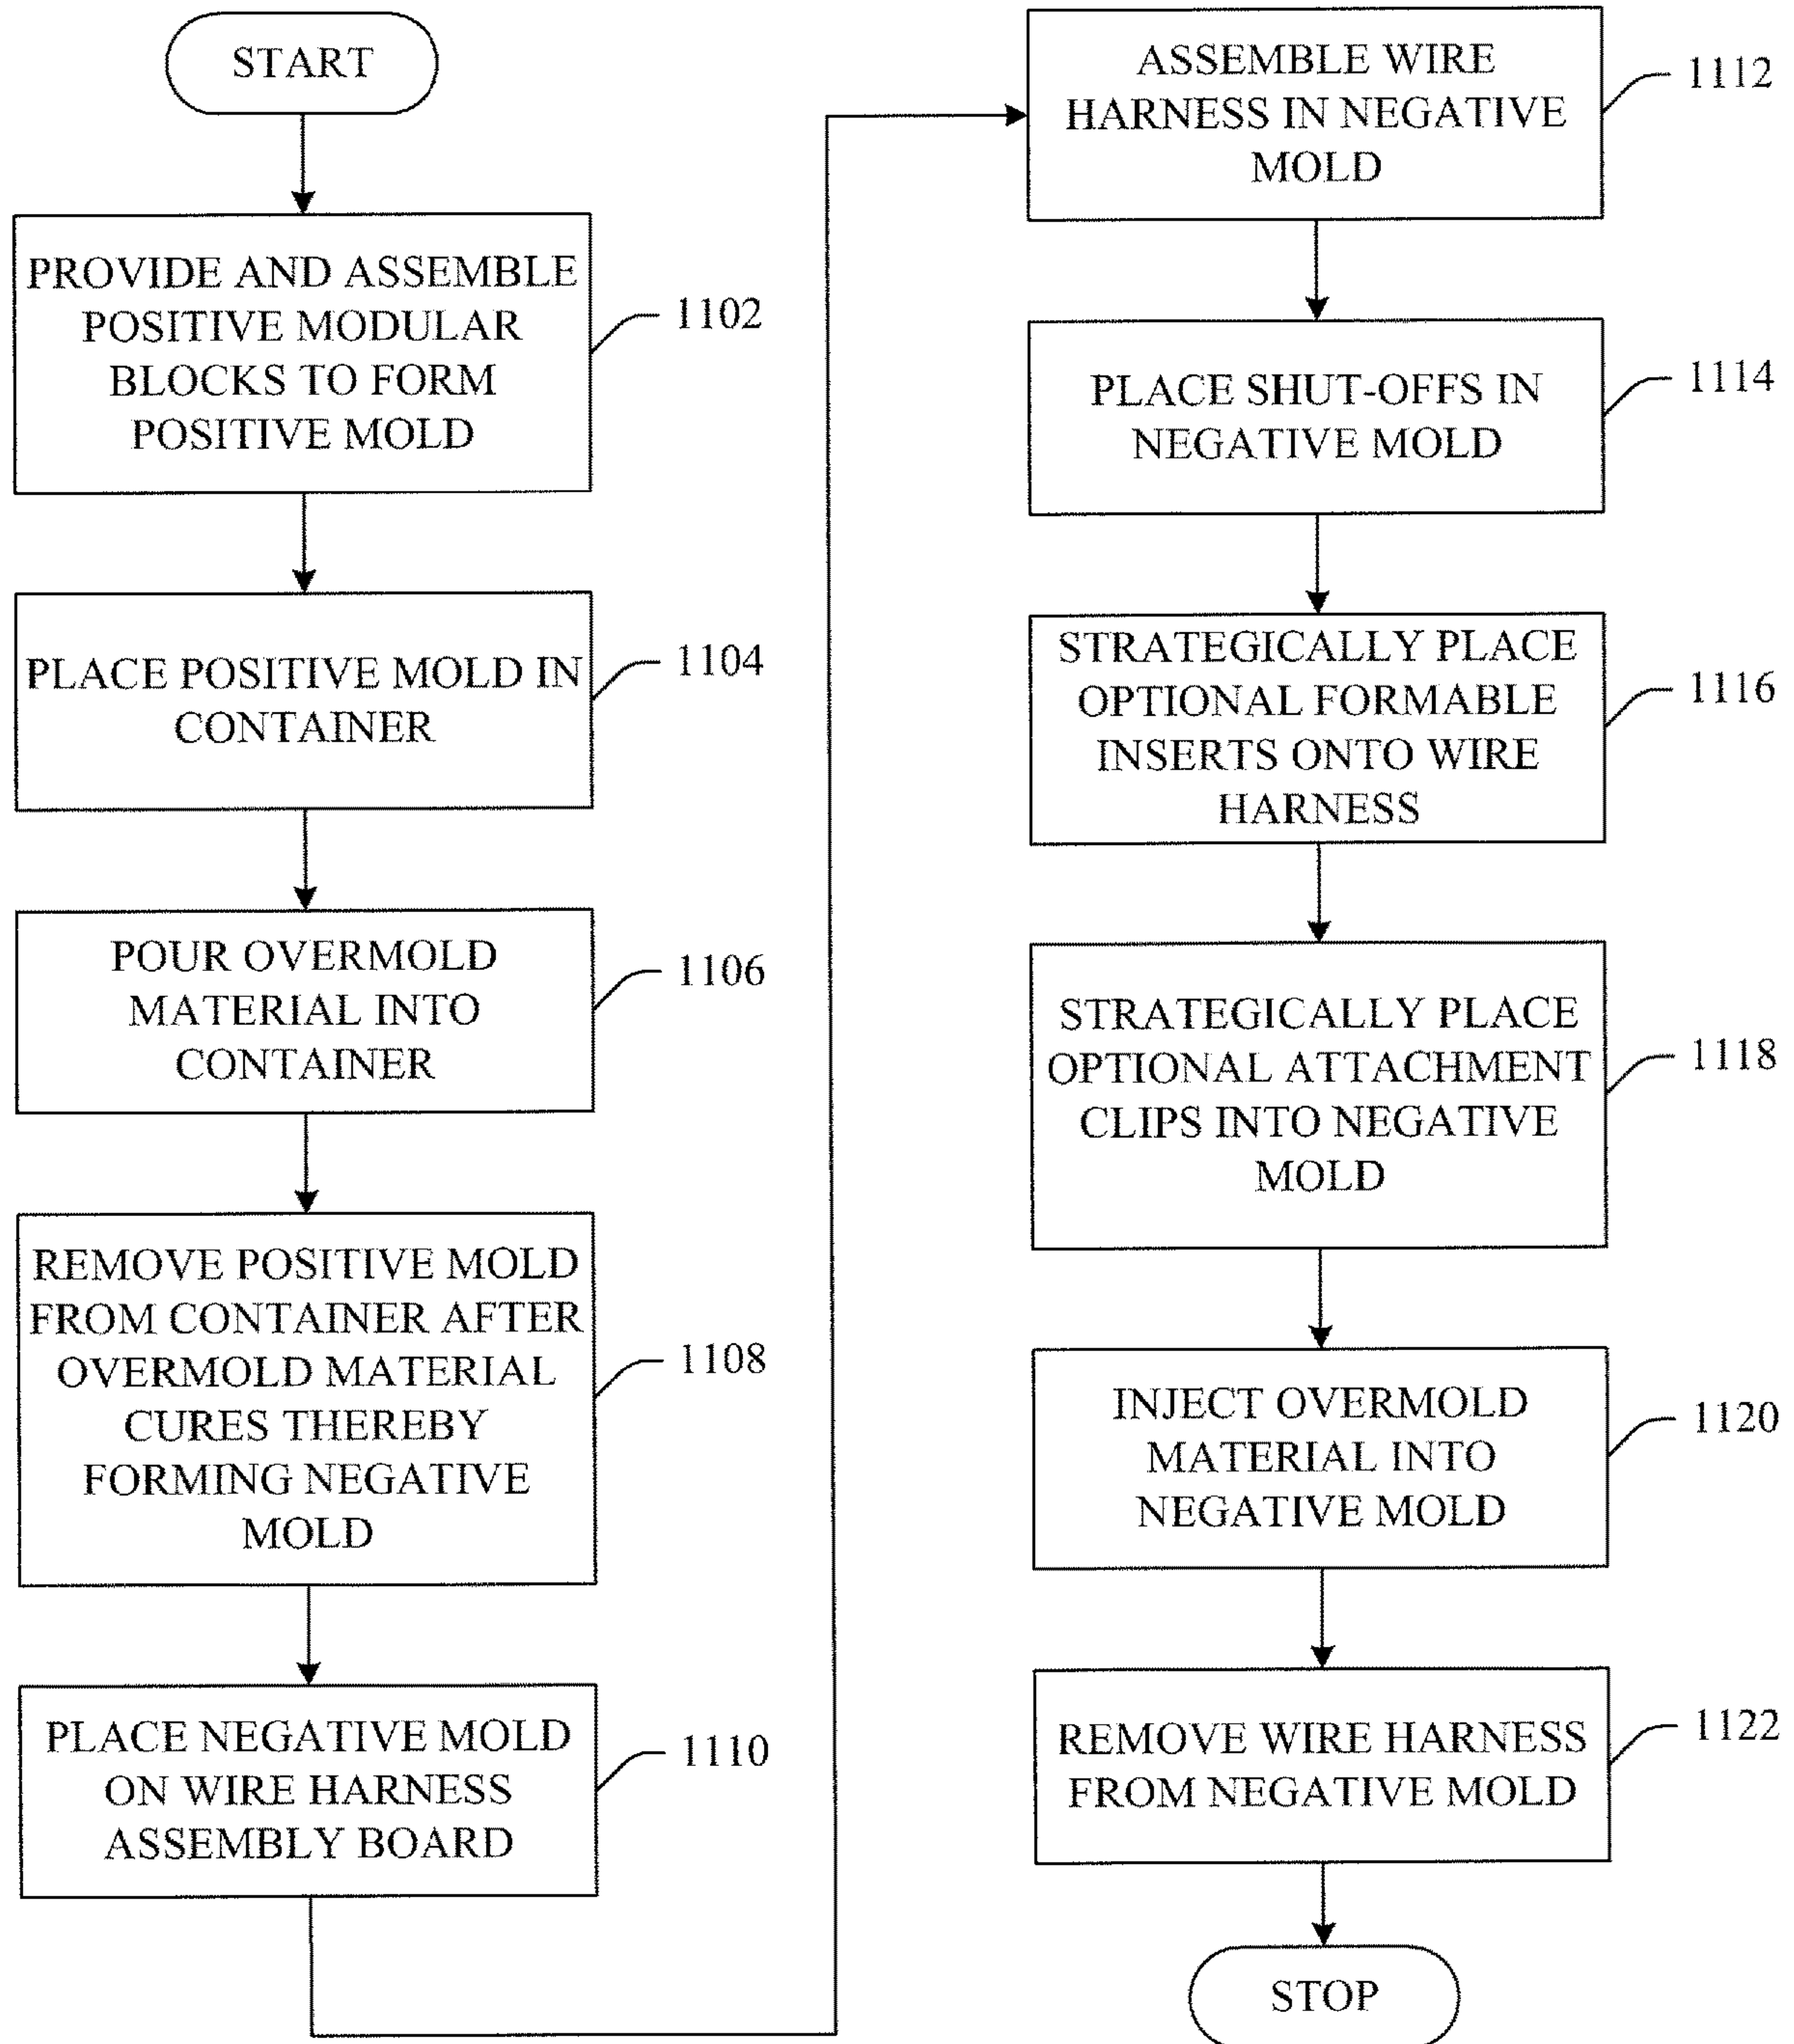 START
PROVIDE AND ASSEMBLE
POSITIVE MODULAR
BLOCKS TO FORM
POSITIVE MOLD
1102
PLACE POSITIVE MOLD IN
CONTAINER
1104
POUR OVERMOLD
MATERIAL INTO
CONTAINER
1106
REMOVE POSITIVE MOLD
FROM CONTAINER AFTER
OVERMOLD MATERIAL
CURES THEREBY
FORMING NEGATIVE
MOLD
1108
PLACE NEGATIVE MOLD
ON WIRE HARNESS
ASSEMBLY BOARD
1110
ASSEMBLE WIRE
HARNESS IN NEGATIVE
MOLD
1112
PLACE SHUT-OFFS IN
NEGATIVE MOLD
1114
STRATEGICALLY PLACE
OPTIONAL FORMABLE
INSERTS ONTO WIRE
HARNESS
1116
STRATEGICALLY PLACE
OPTIONAL ATTACHMENT
CLIPS INTO NEGATIVE
MOLD
1118
INJECT OVERMOLD
MATERIAL INTO
NEGATIVE MOLD
1120
REMOVE WIRE HARNESS
FROM NEGATIVE MOLD
1122
STOP